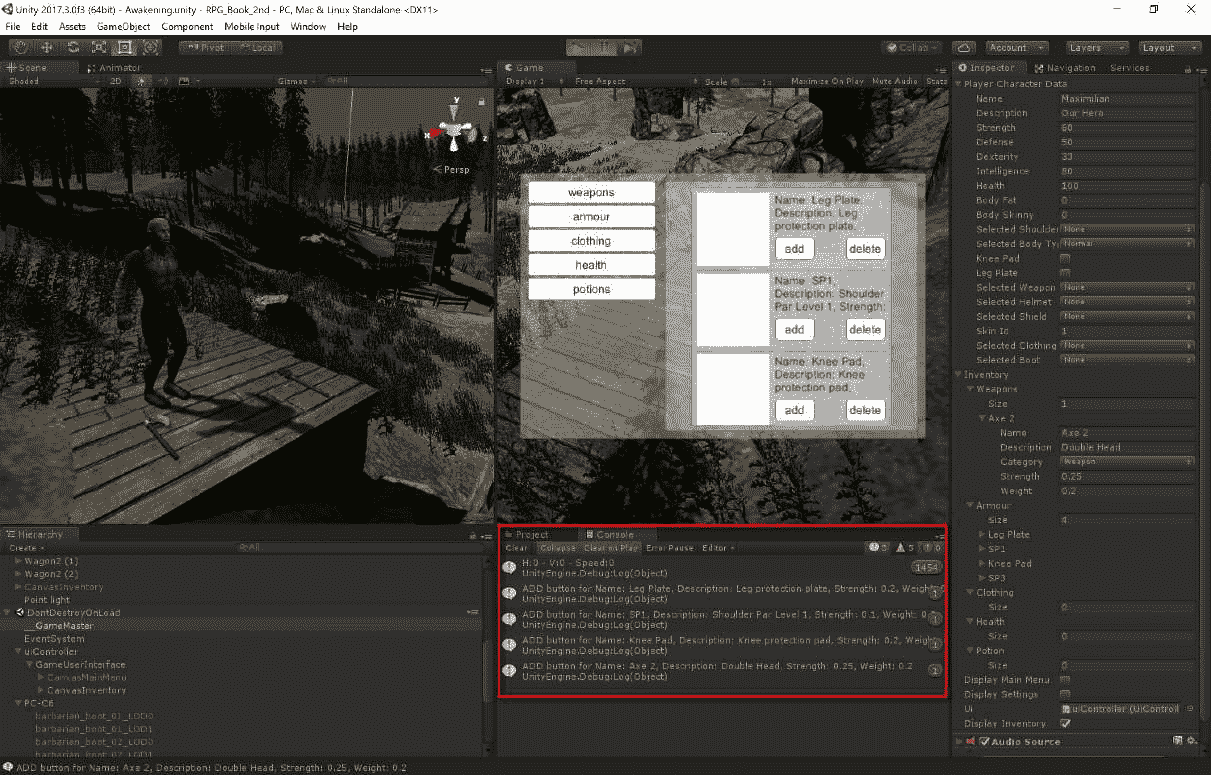 Unity 2017.3.0f3 (64bit) - Awakening.unity - RPG_Book_2nd - PC, Mac & Linux Standalone <DX11>
File Edit Assets GameObject Component Mobile Input Window Help
Pivot Local Collab Account Layers Layout
Scene Animator
Shaded 2D Gizmos All
y
x
z
Persp
Game
Display 1 Free Aspect Scale 1x Maximize On Play Mute Audio Stats
weapons
armour
clothing
health
potions
Name: Leg Plate,
Description: Leg
protection plate,
add delete
Name: SP1,
Description: Shoulder
Par Level 1, Strength:
add delete
Name: Knee Pad,
Description: Knee
protection pad,
add delete
Hierarchy
Create All
Wagon2 (1)
Wagon2 (2)
CanvasInventory
Point light
DontDestroyOnLoad
__GameMaster
EventSystem
uiController
GameUserInterface
CanvasMainMenu
CanvasInventory
PC-C6
barbarian_boot_01_LOD0
barbarian_boot_01_LOD1
barbarian_boot_02_LOD0
barbarian_boot_02_LOD1
Project Console
Clear Collapse Clear on Play Error Pause Editor 5 0
H:0 - V:0 - Speed:0
UnityEngine.Debug:Log(Object)
1454
ADD button for Name: Leg Plate, Description: Leg protection plate, Strength: 0.2, Weight: 0
UnityEngine.Debug:Log(Object)
1
ADD button for Name: SP1, Description: Shoulder Par Level 1, Strength: 0.1, Weight: 0.
UnityEngine.Debug:Log(Object)
1
ADD button for Name: Knee Pad, Description: Knee protection pad, Strength: 0.2, Weight:
UnityEngine.Debug:Log(Object)
1
ADD button for Name: Axe 2, Description: Double Head, Strength: 0.25, Weight: 0.2
UnityEngine.Debug:Log(Object)
1
Inspector Navigation Services
Player Character Data
Name Maximilian
Description Our Hero
Strength 60
Defense 50
Dexterity 33
Intelligence 80
Health 100
Body Fat 0
Body Skinny 0
Selected Shoulder None
Selected Body Ty Normal
Knee Pad
Leg Plate
Selected Weapon None
Selected Helmet None
Selected Shield None
Skin Id 1
Selected Clothing None
Selected Boot None
Inventory
Weapons
Size 1
Axe 2
Name Axe 2
Description Double Head
Category Weapon
Strength 0.25
Weight 0.2
Armour
Size 4
Leg Plate
SP1
Knee Pad
SP3
Clothing
Size 0
Health
Size 0
Potion
Size 0
Display Main Menu
Display Settings
Ui uiController (UiControll
Display Inventory
Audio Source
ADD button for Name: Axe 2, Description: Double Head, Strength: 0.25, Weight: 0.2